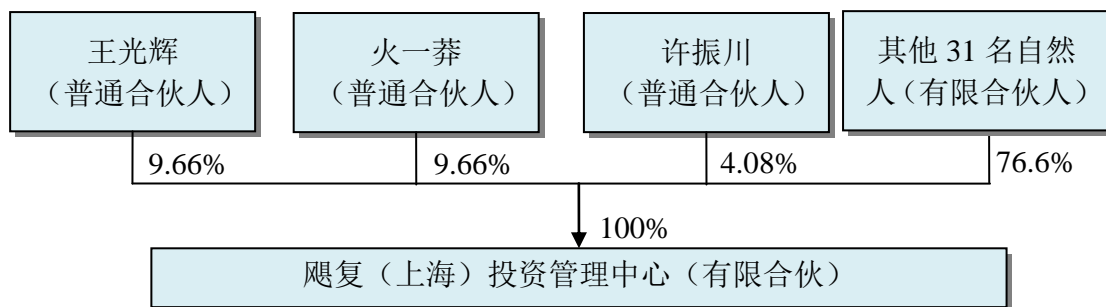 王光辉
（普通合伙人）
火一莽
（普通合伙人）
许振川
（普通合伙人）
其他 31 名自然
人（有限合伙人）
9.66%
9.66%
4.08%
76.6%
100%
飓复（上海）投资管理中心（有限合伙）